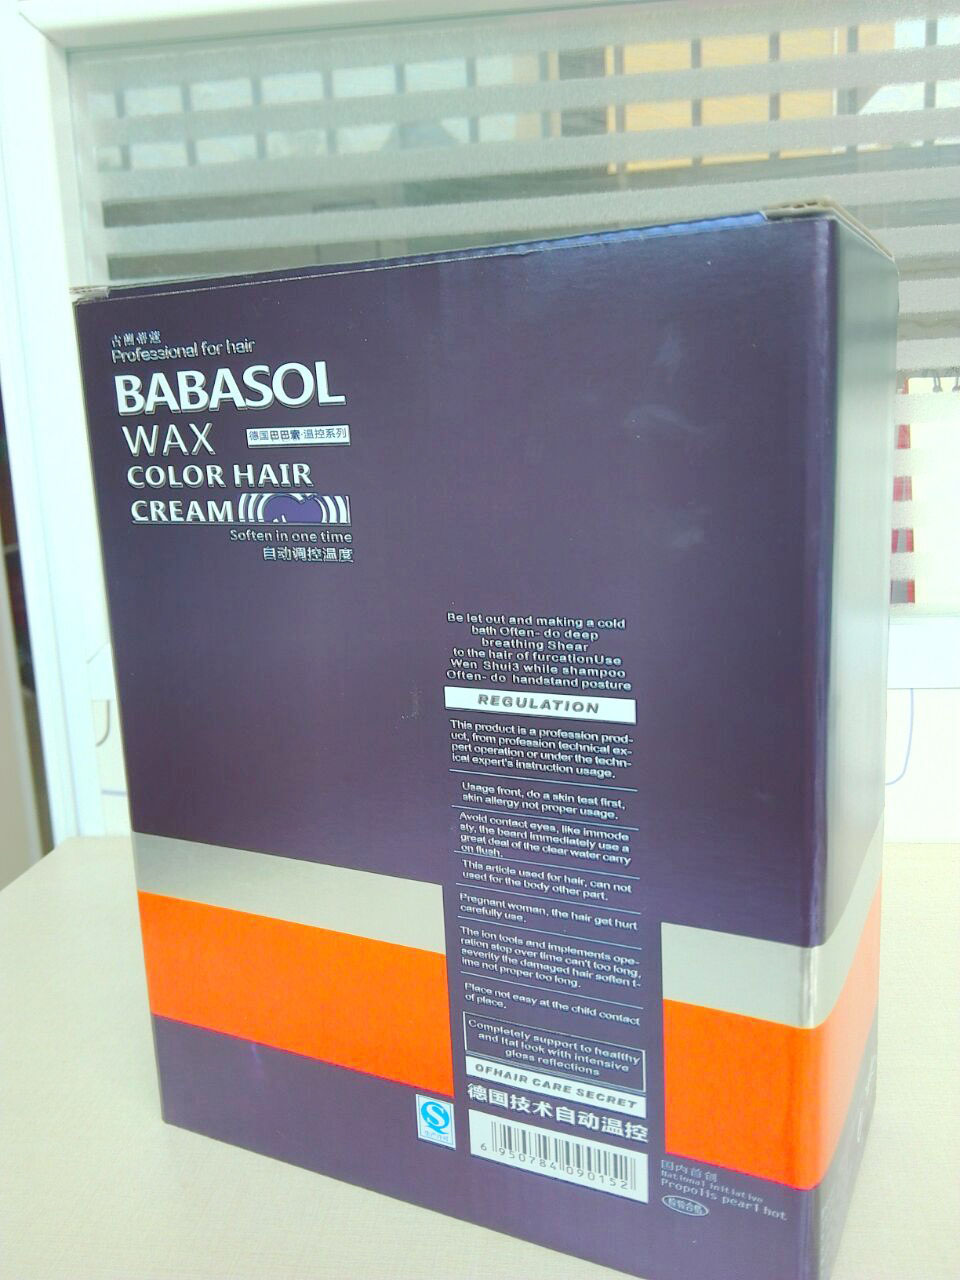 Professional for hair
BABASOL
WAX
德国巴巴索·温控系列
COLOR HAIR
CREAM
Soften in one time
自动调控温度
Be let out and making a cold
bath Often- do deep
breathing Shear
to the hair of furcationUse
Wen Shui3 while shampoo
Often- do handstand posture
REGULATION
This product is a profession prod-
uct, from profession technical ex-
pert operation or under the techn-
ical expert's instruction usage.
Usage front, do a skin test first,
skin allergy not proper usage.
Avoid contact eyes, like immode
sty, the beard immediately use a
great deal of the clear water carry
on flush.
This article used for hair, can not
used for the body other part.
Pregnant woman, the hair get hurt
carefully use.
The ion tools and implements ope-
ration stop over time can't too long,
severity the damaged hair soften t-
ime not proper too long.
Place not easy at the child contact
of place.
Completely support to healthy
and Ital look with intensive
gloss reflections
OFHAIR CARE SECRET
德国技术自动温控
6 950784 090152
国内首创
National initiative
Propolis pearl hot
检验合格